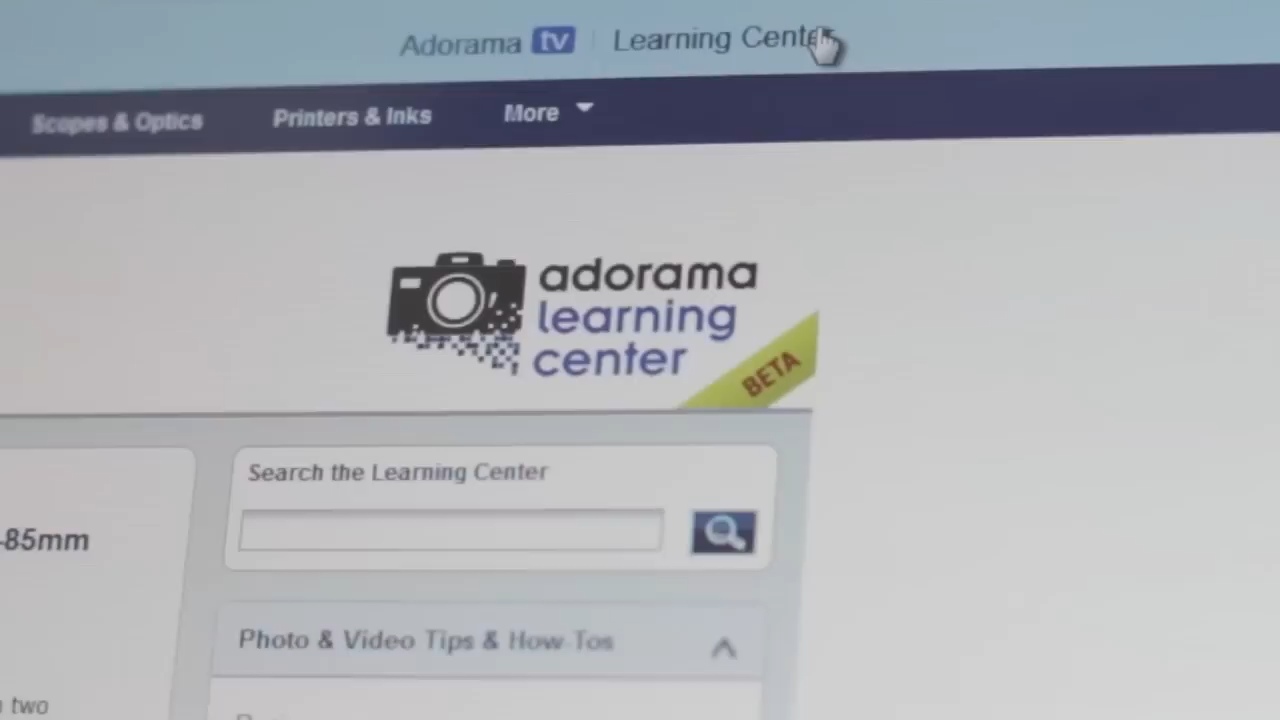 Adorama tv | Learning Center
Scopes & Optics Printers & Inks More
adorama
learning
center
BETA
Search the Learning Center
-85mm
Photo & Video Tips & How-Tos
two